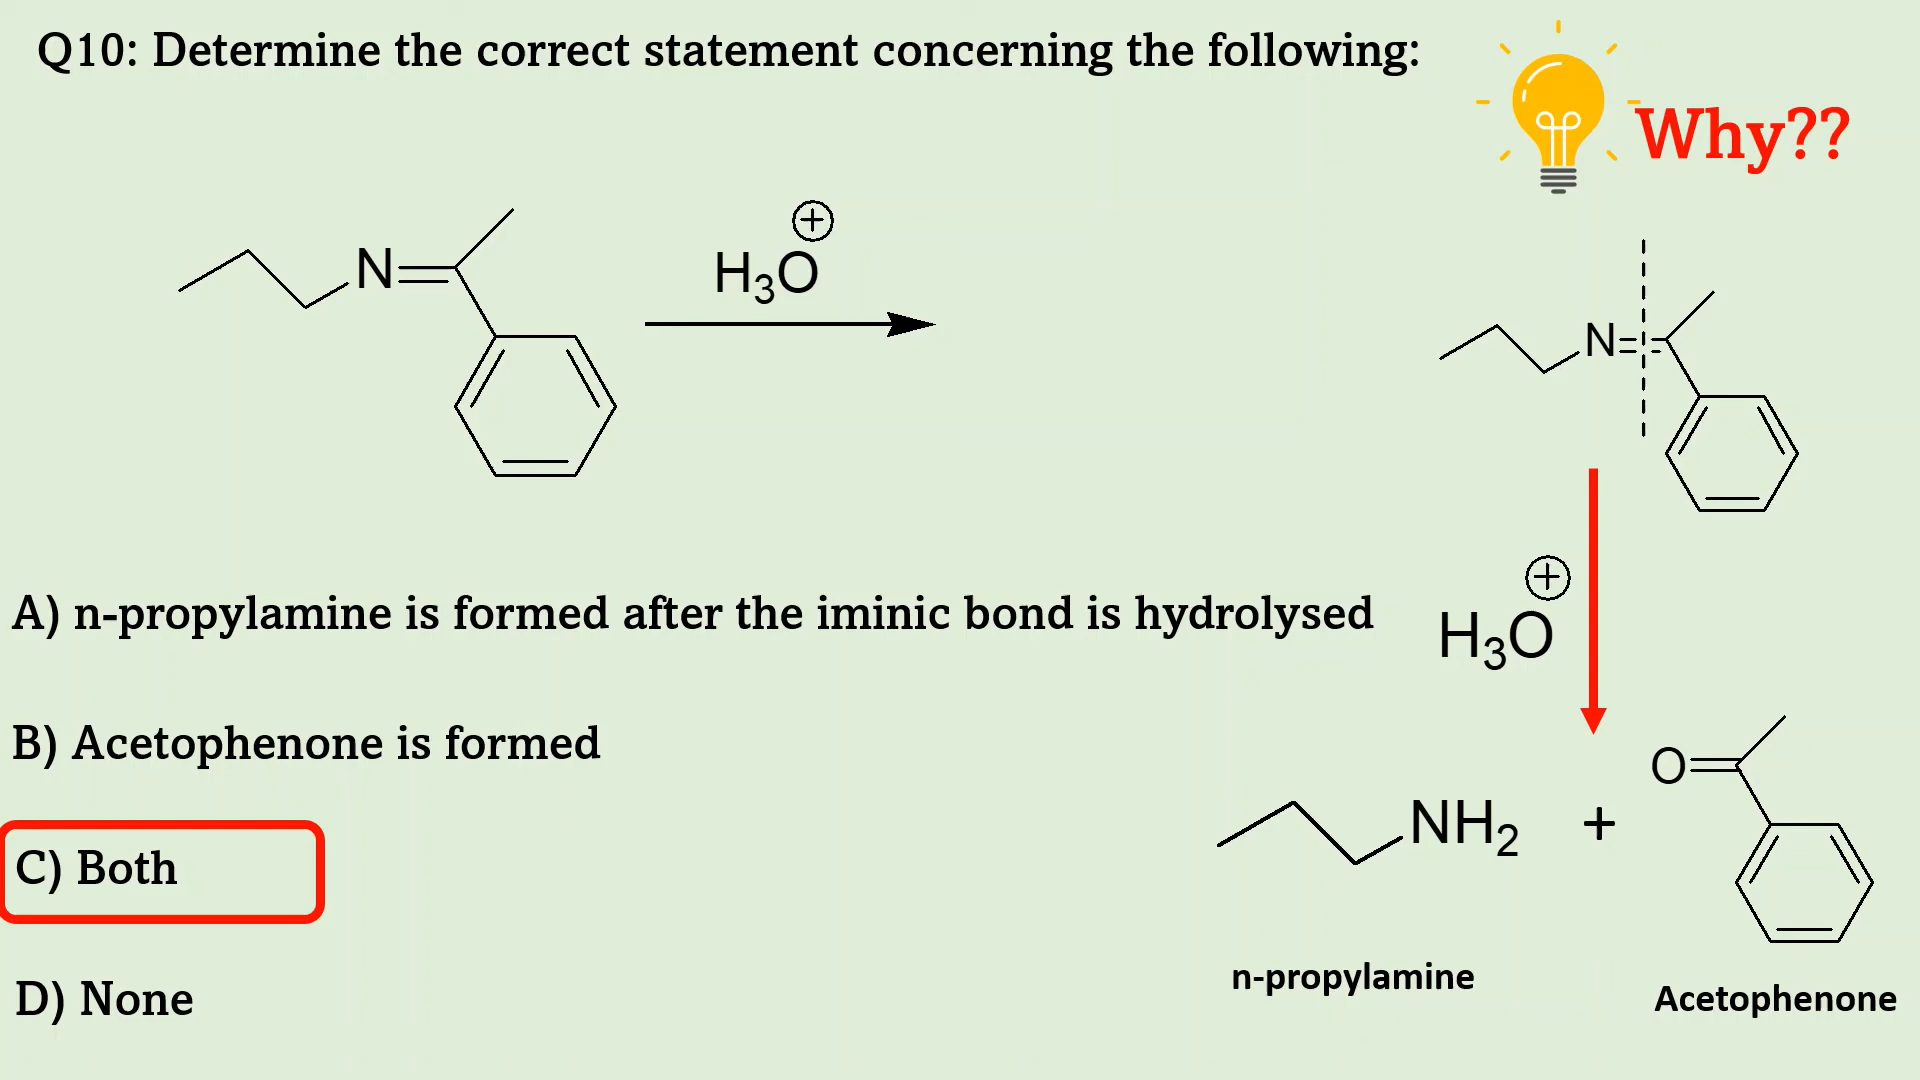 Q10: Determine the correct statement concerning the following:
Why??
N
H₃O⊕
N
A) n-propylamine is formed after the iminic bond is hydrolysed
H₃O⊕
B) Acetophenone is formed
O
NH₂ +
C) Both
n-propylamine
Acetophenone
D) None